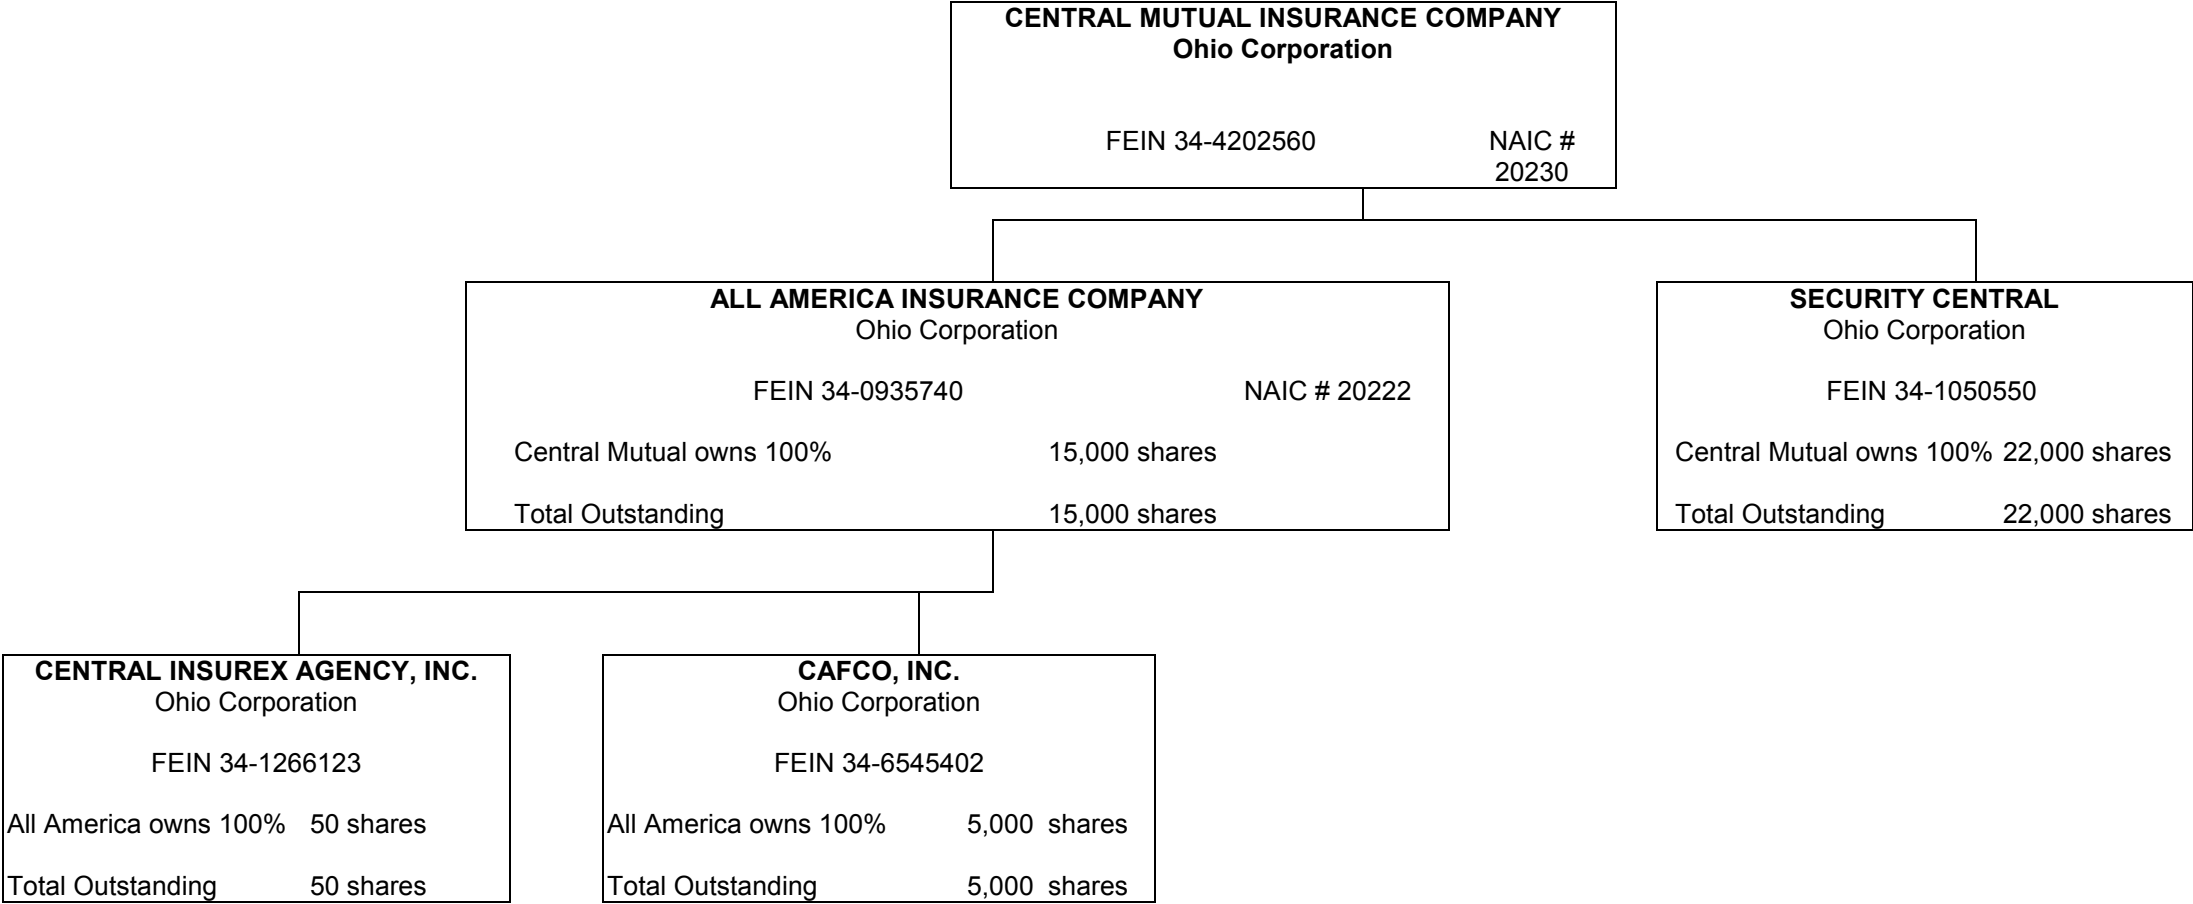 CENTRAL MUTUAL INSURANCE COMPANY
Ohio Corporation
FEIN 34-4202560 NAIC #
20230
ALL AMERICA INSURANCE COMPANY
Ohio Corporation
FEIN 34-0935740 NAIC # 20222
Central Mutual owns 100% 15,000 shares
Total Outstanding 15,000 shares
SECURITY CENTRAL
Ohio Corporation
FEIN 34-1050550
Central Mutual owns 100% 22,000 shares
Total Outstanding 22,000 shares
CENTRAL INSUREX AGENCY, INC.
Ohio Corporation
FEIN 34-1266123
All America owns 100% 50 shares
Total Outstanding 50 shares
CAFCO, INC.
Ohio Corporation
FEIN 34-6545402
All America owns 100% 5,000 shares
Total Outstanding 5,000 shares